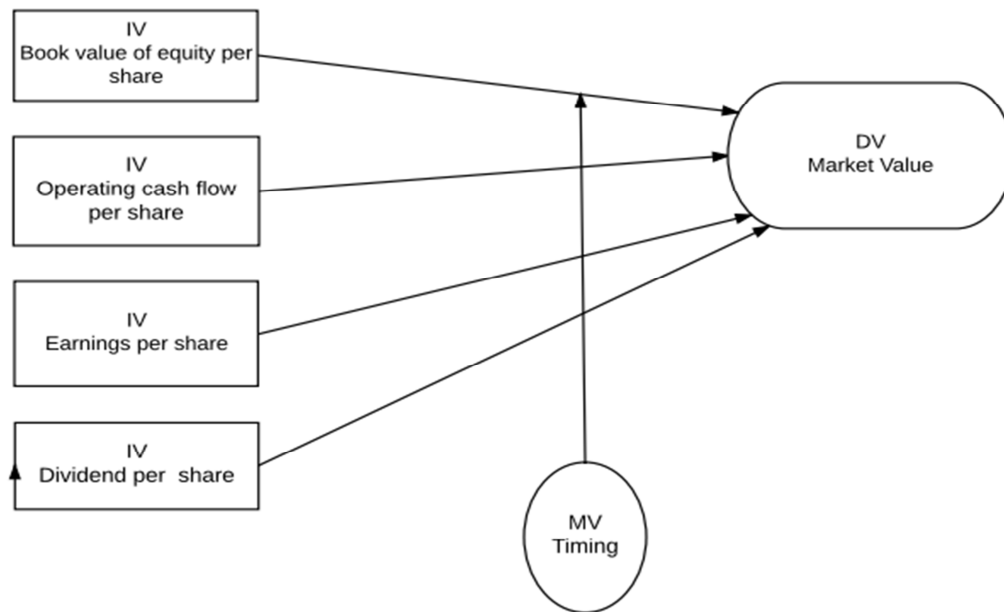 IV
Book value of equity per
share
IV
Operating cash flow
per share
IV
Earnings per share
IV
Dividend per  share
DV
Market Value
MV
Timing